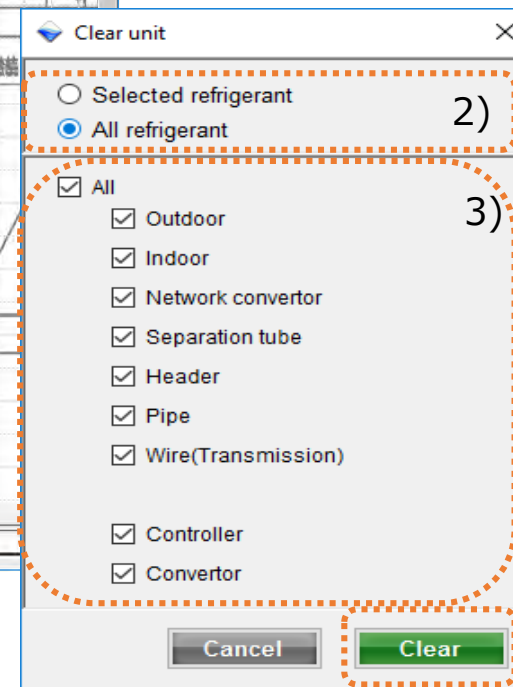 Clear unit
Selected refrigerant
All refrigerant
2)
All
3)
Outdoor
Indoor
Network convertor
Separation tube
Header
Pipe
Wire(Transmission)
Controller
Convertor
Cancel
Clear